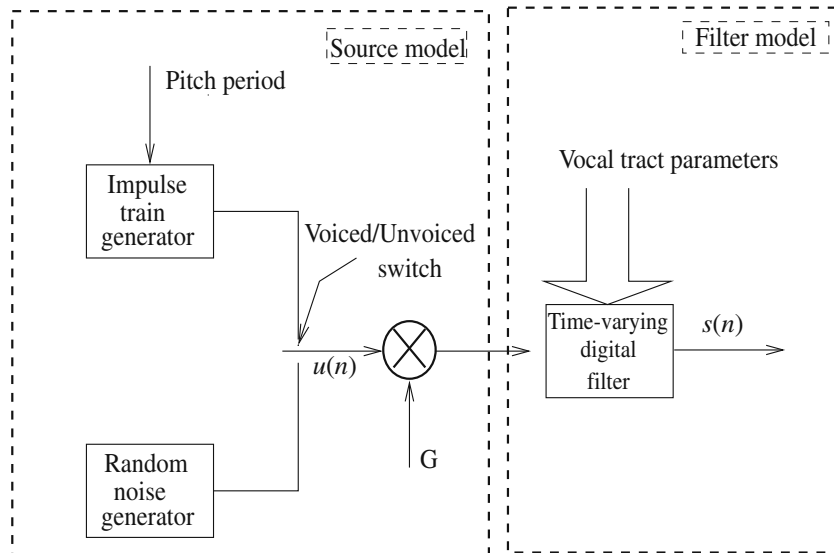 Source model
Filter model
Pitch period
Vocal tract parameters
Impulse
train
generator
Voiced/Unvoiced
switch
u(n)
Time-varying
digital
filter
s(n)
G
Random
noise
generator